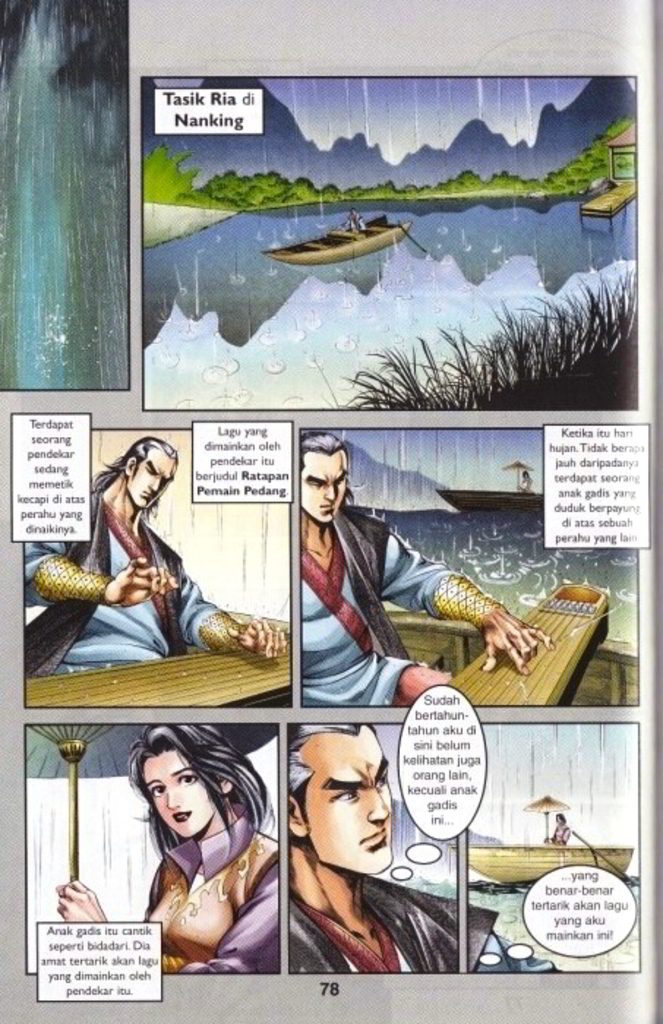 Tasik Ria di
Nanking
Terdapat
seorang
pendekar
sedang
memetik
kecapi di atas
perahu yang
dinaikinya.
Lagu yang
dimainkan oleh
pendekar itu
berjudul Ratapan
Pemain Pedang.
Ketika itu hari
hujan. Tidak berapa
jauh daripadanya
terdapat seorang
anak gadis yang
duduk berpayung
di atas sebuah
perahu yang lain
Anak gadis itu cantik
seperti bidadari. Dia
amat tertarik akan lagu
yang dimainkan oleh
pendekar itu.
Sudah
bertahun-
tahun aku di
sini belum
kelihatan juga
orang lain,
kecuali anak
gadis
ini...
...yang
benar-benar
tertarik akan lagu
yang aku
mainkan ini!
78